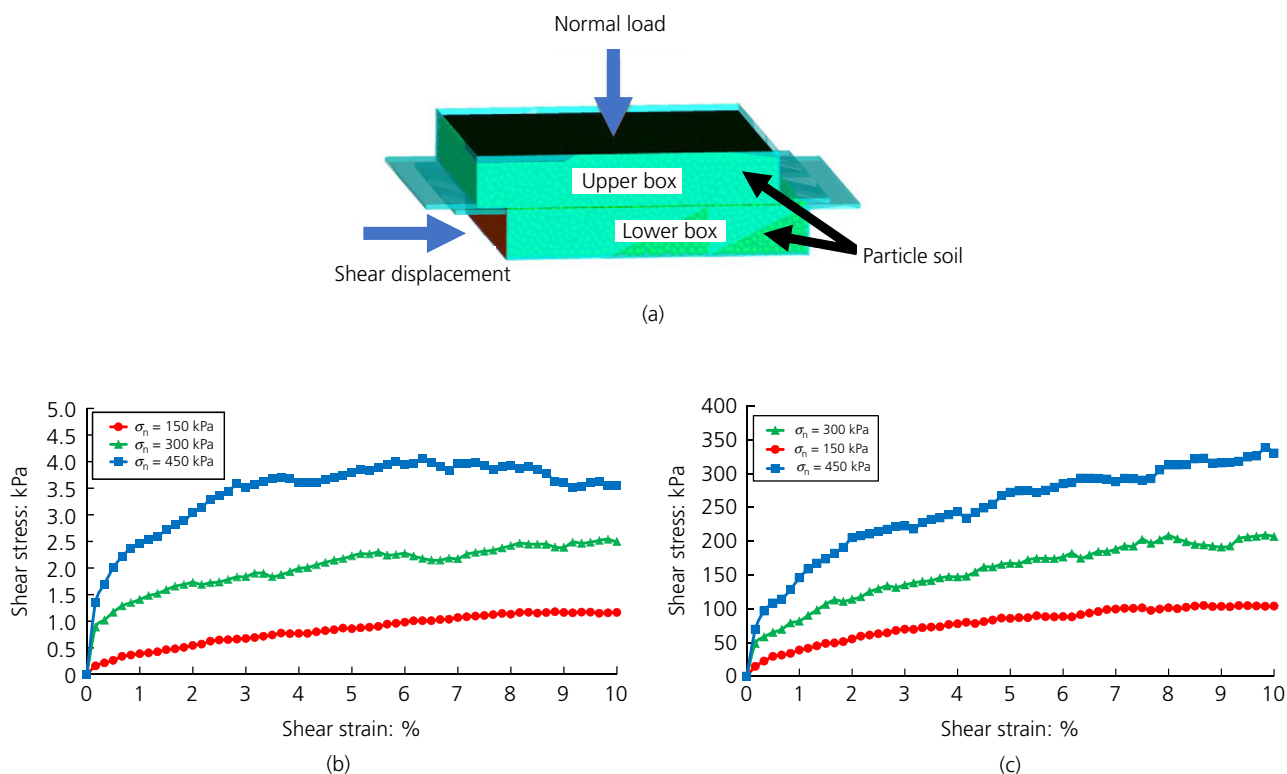 Normal load
Upper box
Lower box
Particle soil
Shear displacement
(a)
Shear stress: kPa
5.0
4.5
4.0
3.5
3.0
2.5
2.0
1.5
1.0
0.5
0
σn = 150 kPa
σn = 300 kPa
σn = 450 kPa
0 1 2 3 4 5 6 7 8 9 10
Shear strain: %
(b)
Shear stress: kPa
400
350
300
250
200
150
100
50
0
σn = 300 kPa
σn = 150 kPa
σn = 450 kPa
0 1 2 3 4 5 6 7 8 9 10
Shear strain: %
(c)